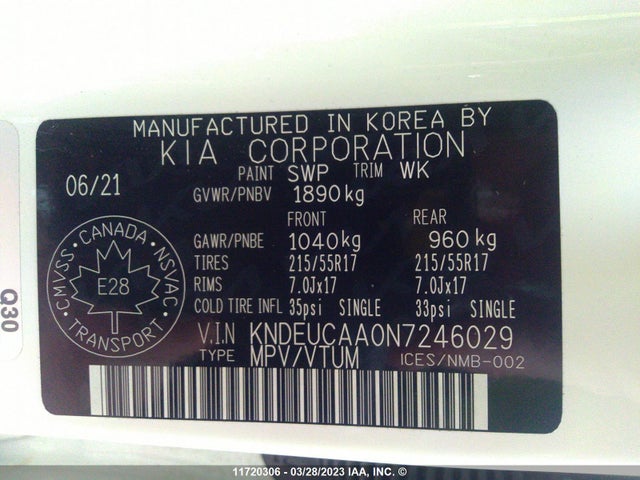 MANUFACTURED IN KOREA BY
KIA CORPORATION
PAINT SWP TRIM WK
06/21
GVWR/PNBV 1890kg
FRONT REAR
GAWR/PNBE 1040kg 960kg
TIRES 215/55R17 215/55R17
RIMS 7.0Jx17 7.0Jx17
COLD TIRE INFL 35psi SINGLE 33psi SINGLE
V.I.N KNDEUCAA0N7246029
TYPE MPV/VTUM ICES/NMB-002
CMVSS • CANADA • NSVAC
E28
• TRANSPORT •
Q30
11720306 - 03/28/2023 IAA, INC. ©